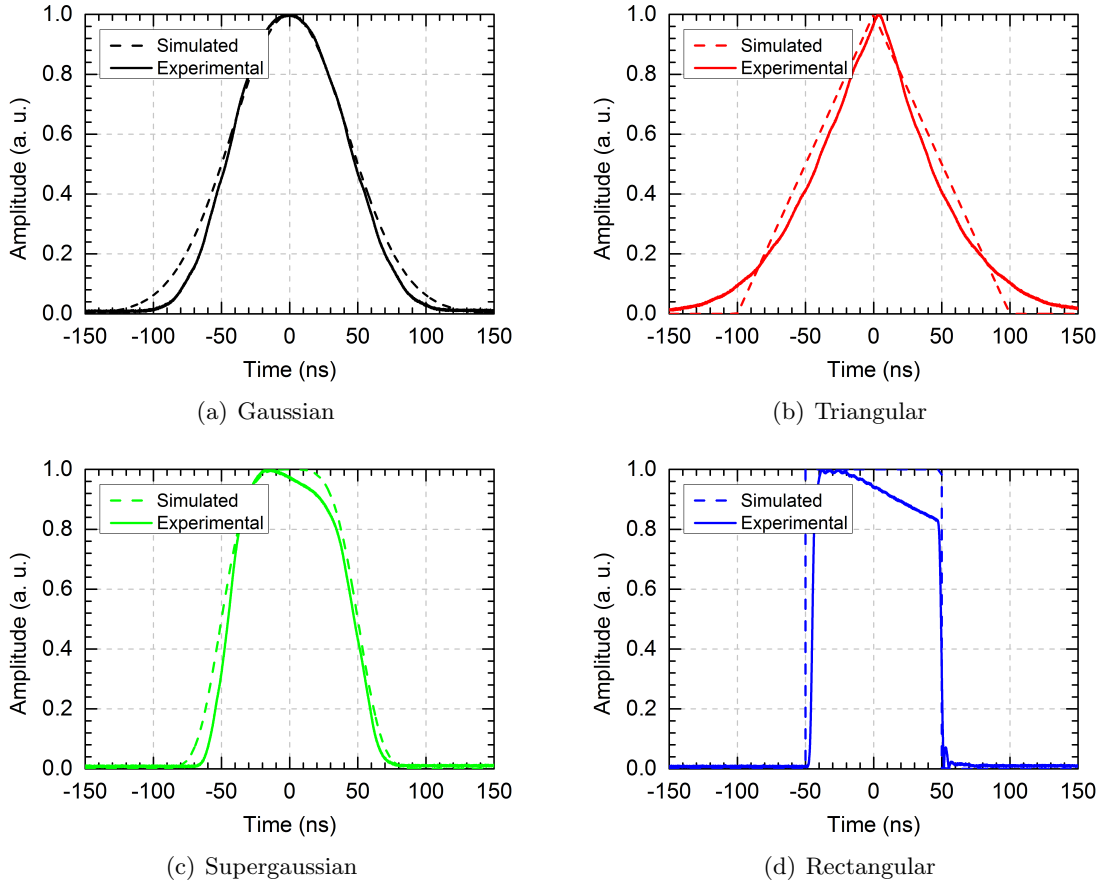 1.0
0.8
0.6
0.4
0.2
0.0
Amplitude (a. u.)
Simulated
Experimental
-150 -100 -50 0 50 100 150
Time (ns)
(a) Gaussian
1.0
0.8
0.6
0.4
0.2
0.0
Amplitude (a. u.)
Simulated
Experimental
-150 -100 -50 0 50 100 150
Time (ns)
(b) Triangular
1.0
0.8
0.6
0.4
0.2
0.0
Amplitude (a. u.)
Simulated
Experimental
-150 -100 -50 0 50 100 150
Time (ns)
(c) Supergaussian
1.0
0.8
0.6
0.4
0.2
0.0
Amplitude (a. u.)
Simulated
Experimental
-150 -100 -50 0 50 100 150
Time (ns)
(d) Rectangular